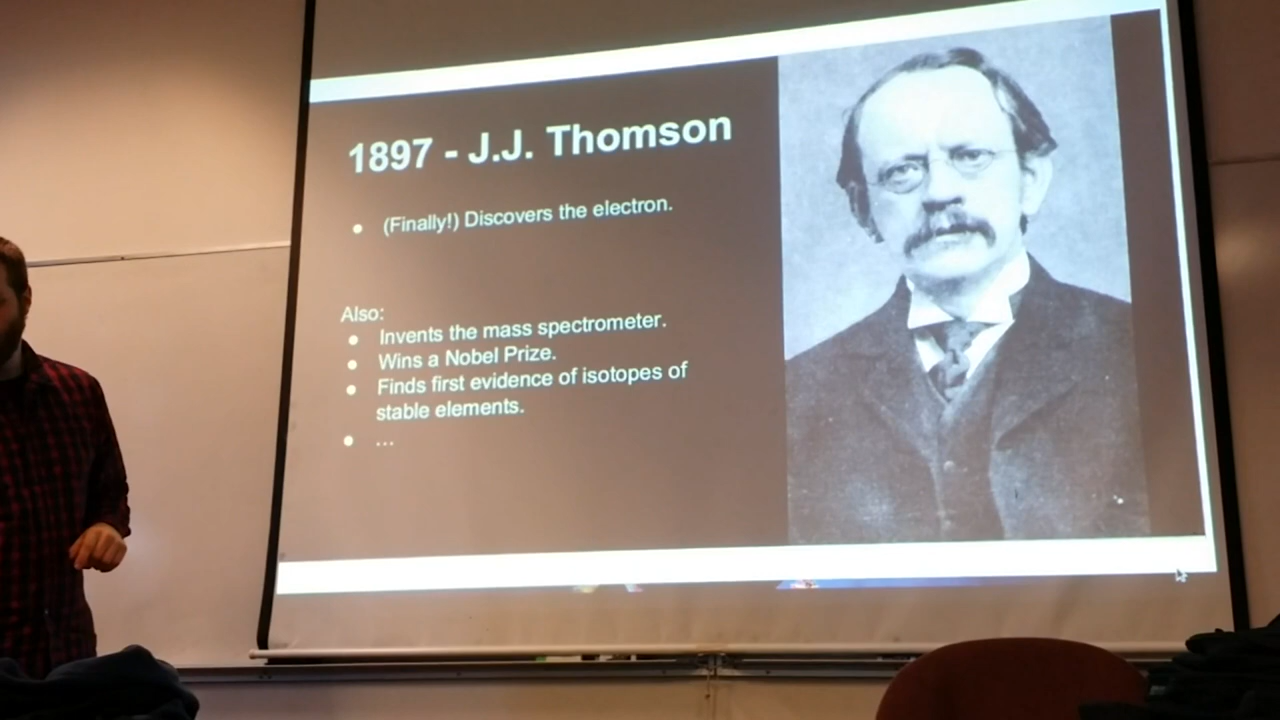 1897 - J.J. Thomson
● (Finally!) Discovers the electron.
Also:
● Invents the mass spectrometer.
● Wins a Nobel Prize.
● Finds first evidence of isotopes of
stable elements.
● ...